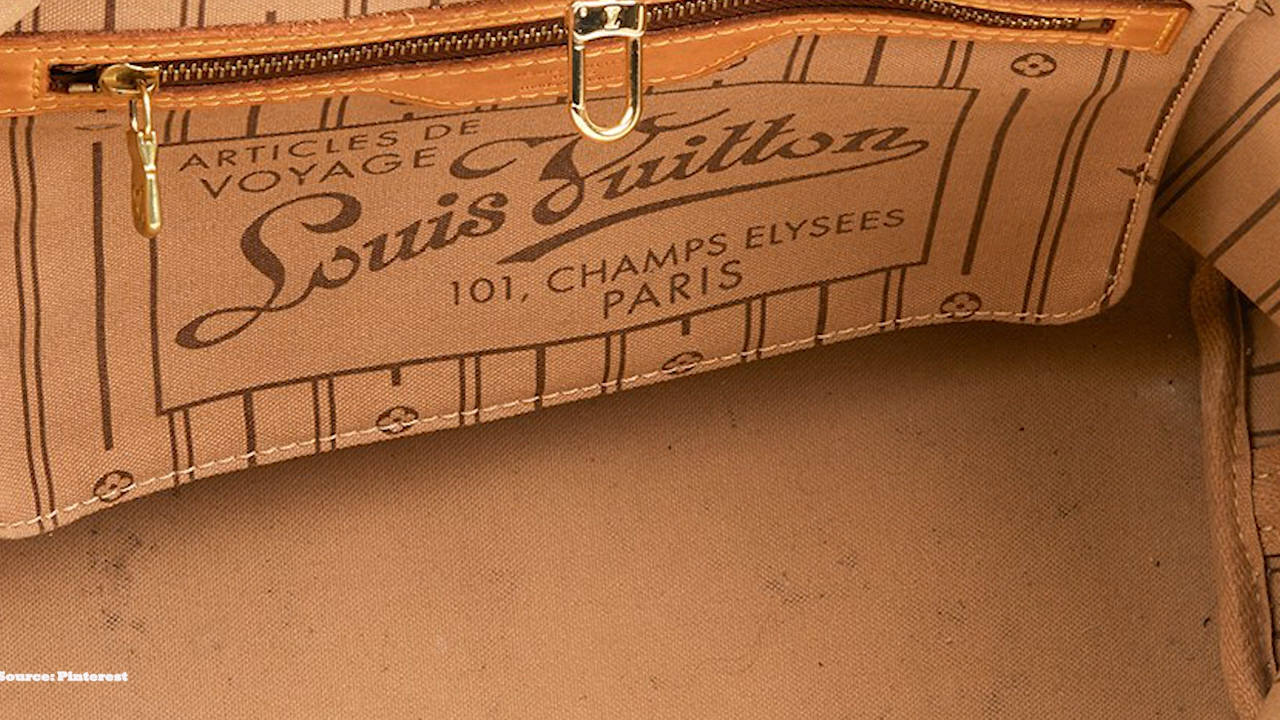 ARTICLES DE
VOYAGE
Louis Vuitton
101, CHAMPS ELYSEES
PARIS
Source: Pinterest